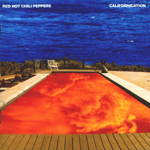 RED HOT CHILI PEPPERS
CALIFORNICATION